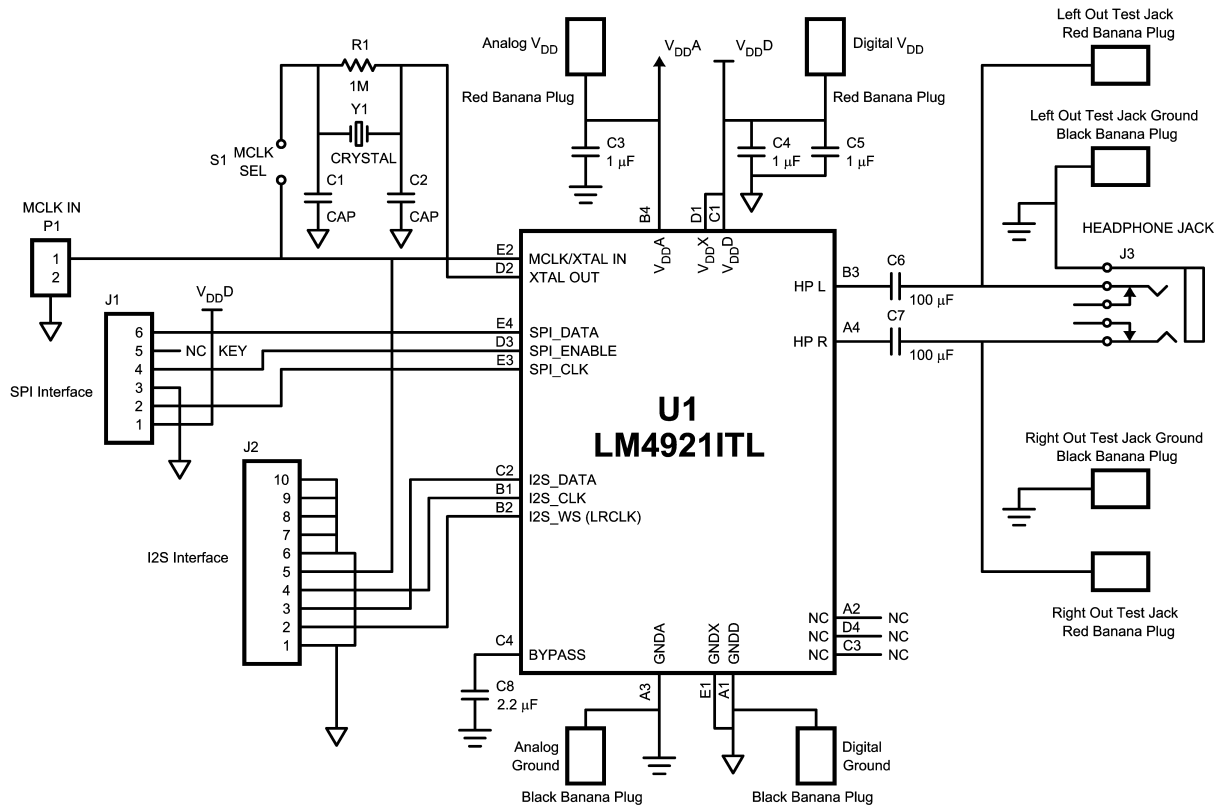 Left Out Test Jack
Red Banana Plug
Analog VDD
VDDA
VDDD
Digital VDD
R1
1M
Red Banana Plug
Red Banana Plug
Y1
CRYSTAL
Left Out Test Jack Ground
Black Banana Plug
S1
MCLK
SEL
C3
1 µF
C4
1 µF
C5
1 µF
C1
CAP
C2
CAP
MCLK IN
P1
1
2
B4
D1
C1
VDDA
VDDX
VDDD
HEADPHONE JACK
J3
E2
MCLK/XTAL IN
D2
XTAL OUT
HP L
B3
C6
100 µF
J1
VDDD
6
5
4
3
2
1
NC
KEY
SPI Interface
E4
SPI_DATA
D3
SPI_ENABLE
E3
SPI_CLK
HP R
A4
C7
100 µF
U1
LM4921ITL
Right Out Test Jack Ground
Black Banana Plug
J2
10
9
8
7
6
5
4
3
2
1
I2S Interface
C2
I2S_DATA
B1
I2S_CLK
B2
I2S_WS (LRCLK)
Right Out Test Jack
Red Banana Plug
NC
A2
NC
NC
D4
NC
NC
C3
NC
C4
BYPASS
C8
2.2 µF
GNDA
GNDX
GNDD
A3
E1
A1
Analog
Ground
Black Banana Plug
Digital
Ground
Black Banana Plug